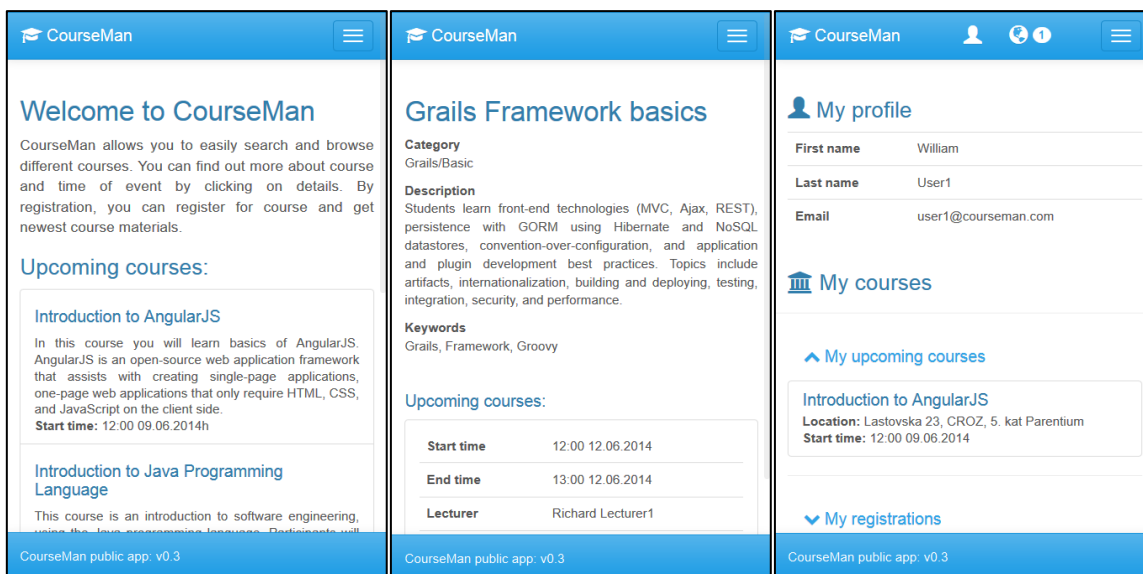 CourseMan
Welcome to CourseMan
CourseMan allows you to easily search and browse
different courses. You can find out more about course
and time of event by clicking on details. By
registration, you can register for course and get
newest course materials.
Upcoming courses:
Introduction to AngularJS
In this course you will learn basics of AngularJS.
AngularJS is an open-source web application framework
that assists with creating single-page applications,
one-page web applications that only require HTML, CSS,
and JavaScript on the client side.
Start time: 12:00 09.06.2014h
Introduction to Java Programming
Language
This course is an introduction to software engineering,
using the Java programming language. Participants will
CourseMan public app: v0.3
CourseMan
Grails Framework basics
Category
Grails/Basic
Description
Students learn front-end technologies (MVC, Ajax, REST),
persistence with GORM using Hibernate and NoSQL
datastores, convention-over-configuration, and application
and plugin development best practices. Topics include
artifacts, internationalization, building and deploying, testing,
integration, security, and performance.
Keywords
Grails, Framework, Groovy
Upcoming courses:
Start time 12:00 12.06.2014
End time 13:00 12.06.2014
Lecturer Richard Lecturer1
CourseMan public app: v0.3
CourseMan 1
My profile
First name William
Last name User1
Email user1@courseman.com
My courses
My upcoming courses
Introduction to AngularJS
Location: Lastovska 23, CROZ, 5. kat Parentium
Start time: 12:00 09.06.2014
My registrations
CourseMan public app: v0.3